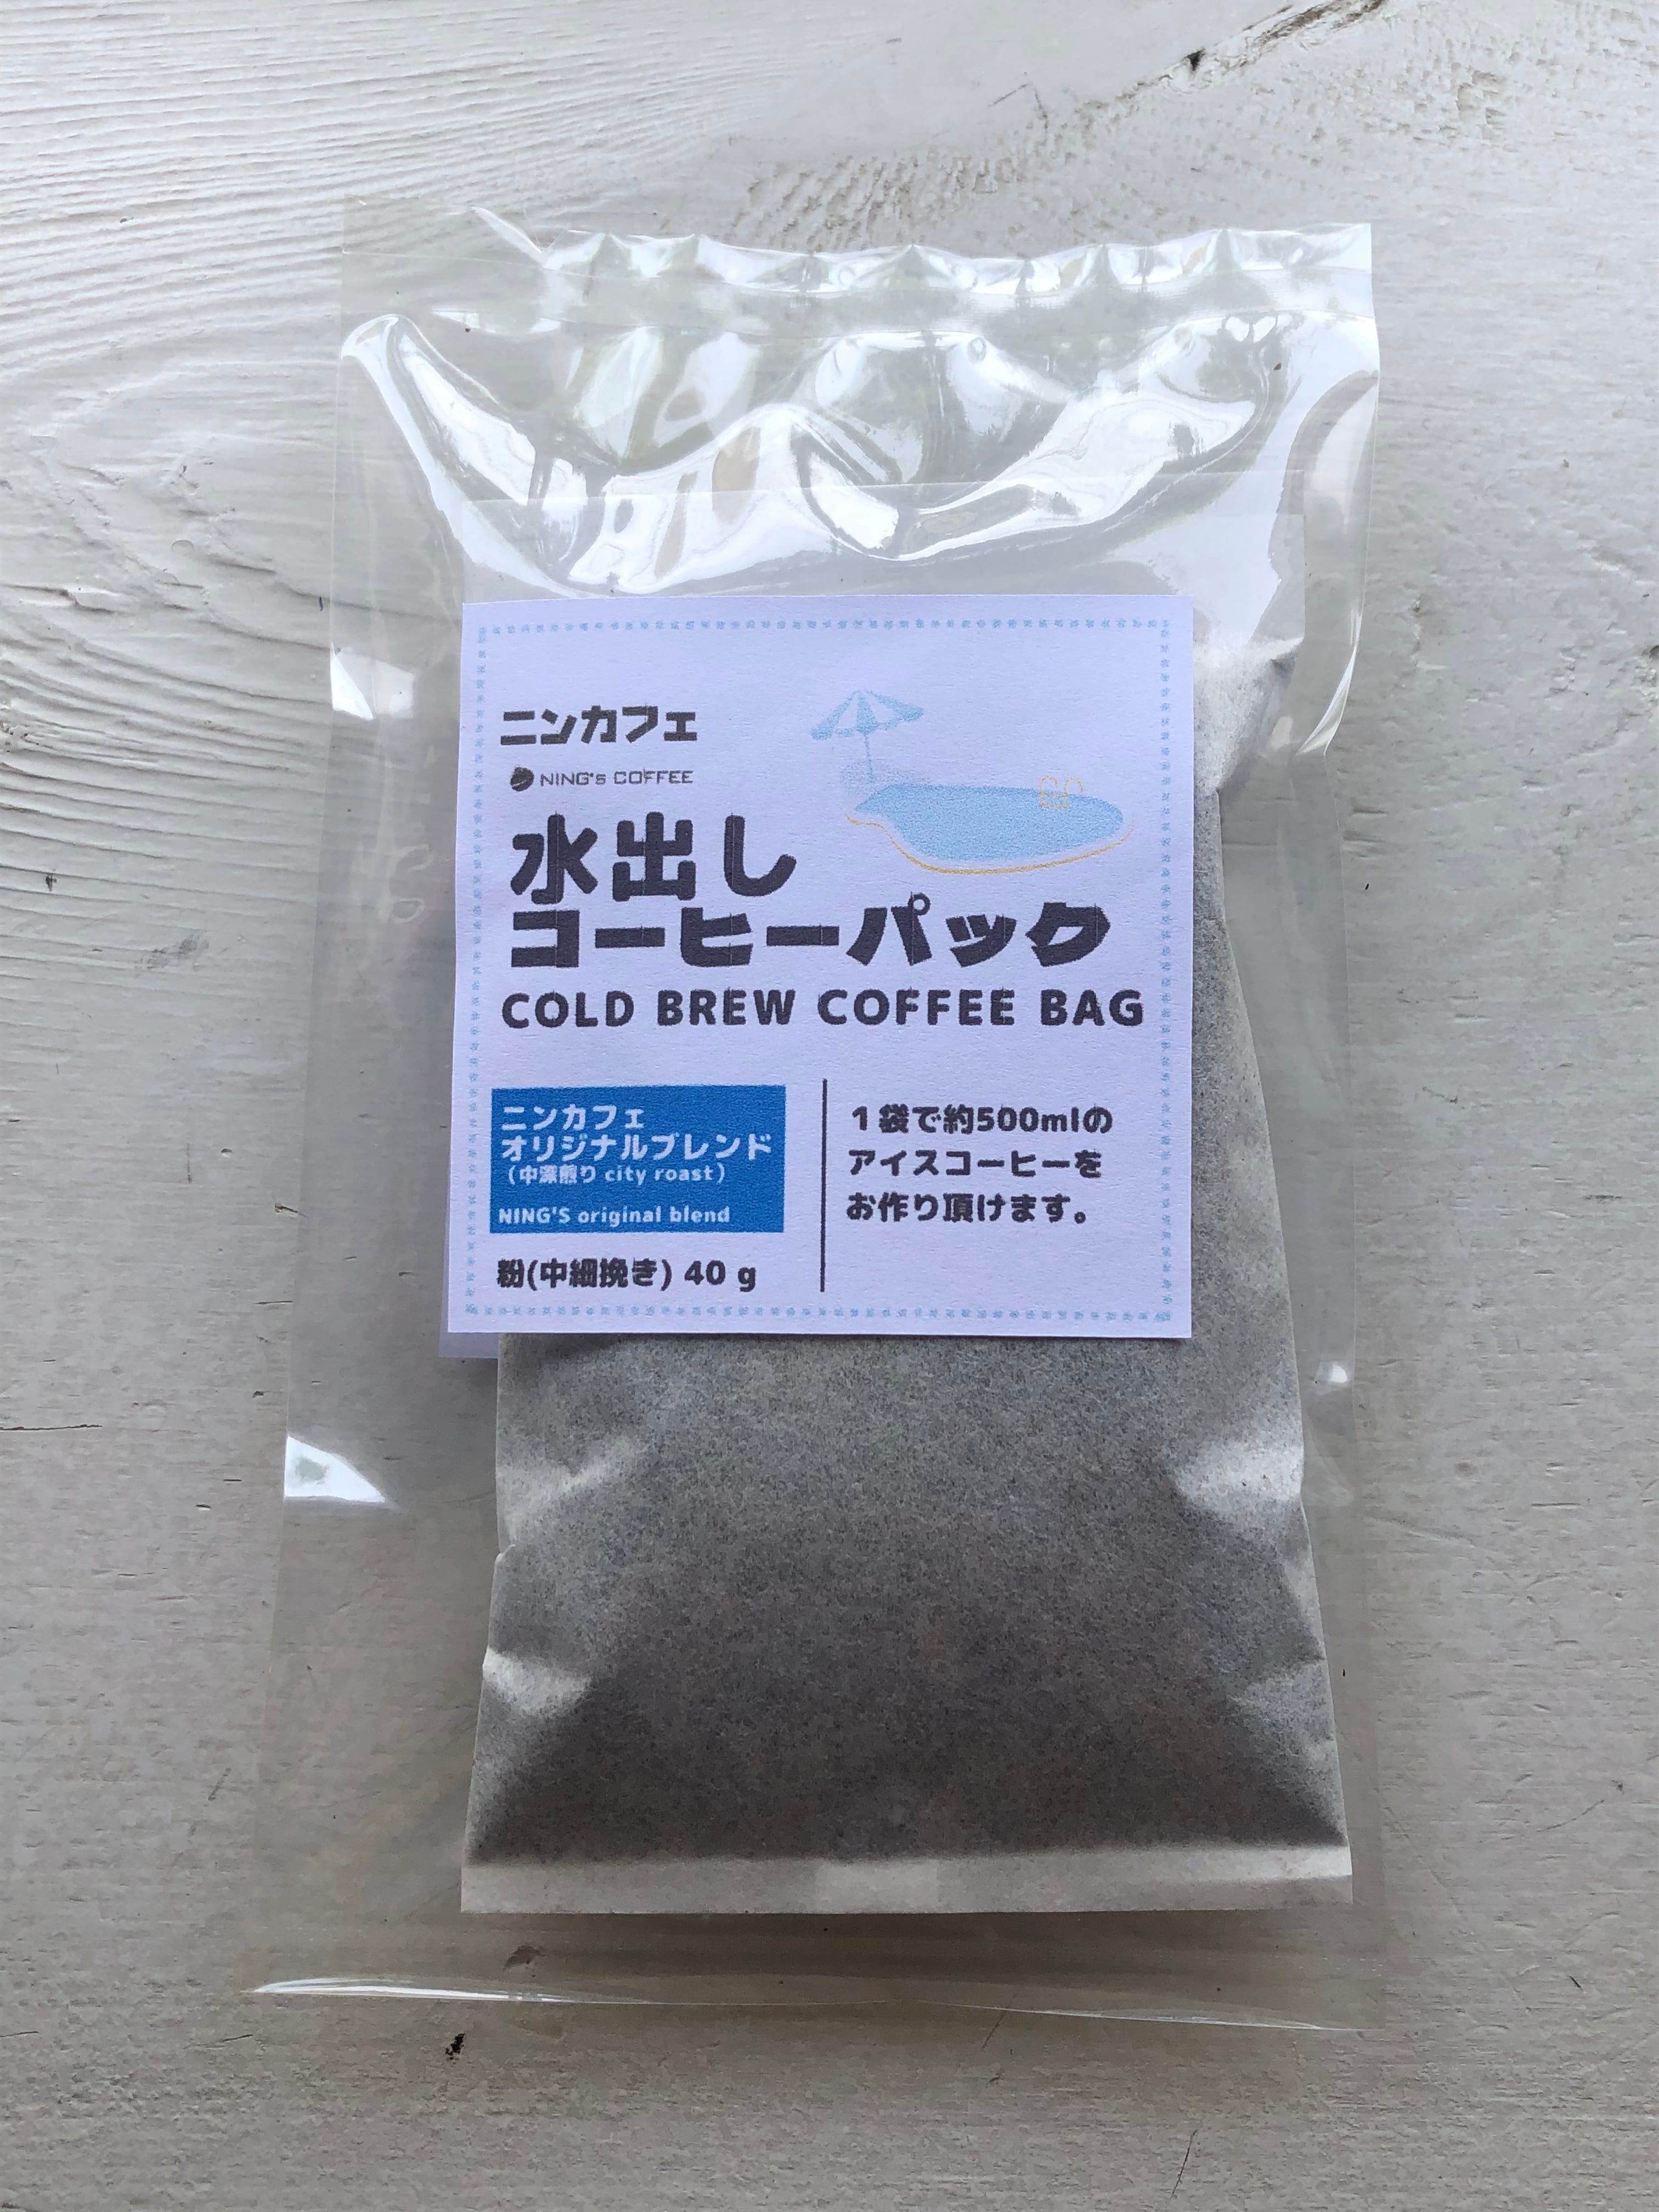 ニンカフェ
NING's COFFEE
水出し
コーヒーパック
COLD BREW COFFEE BAG
ニンカフェ
オリジナルブレンド
（中深煎り city roast）
NING'S original blend
粉(中細挽き) 40 g
１袋で約500mlの
アイスコーヒーを
お作り頂けます。